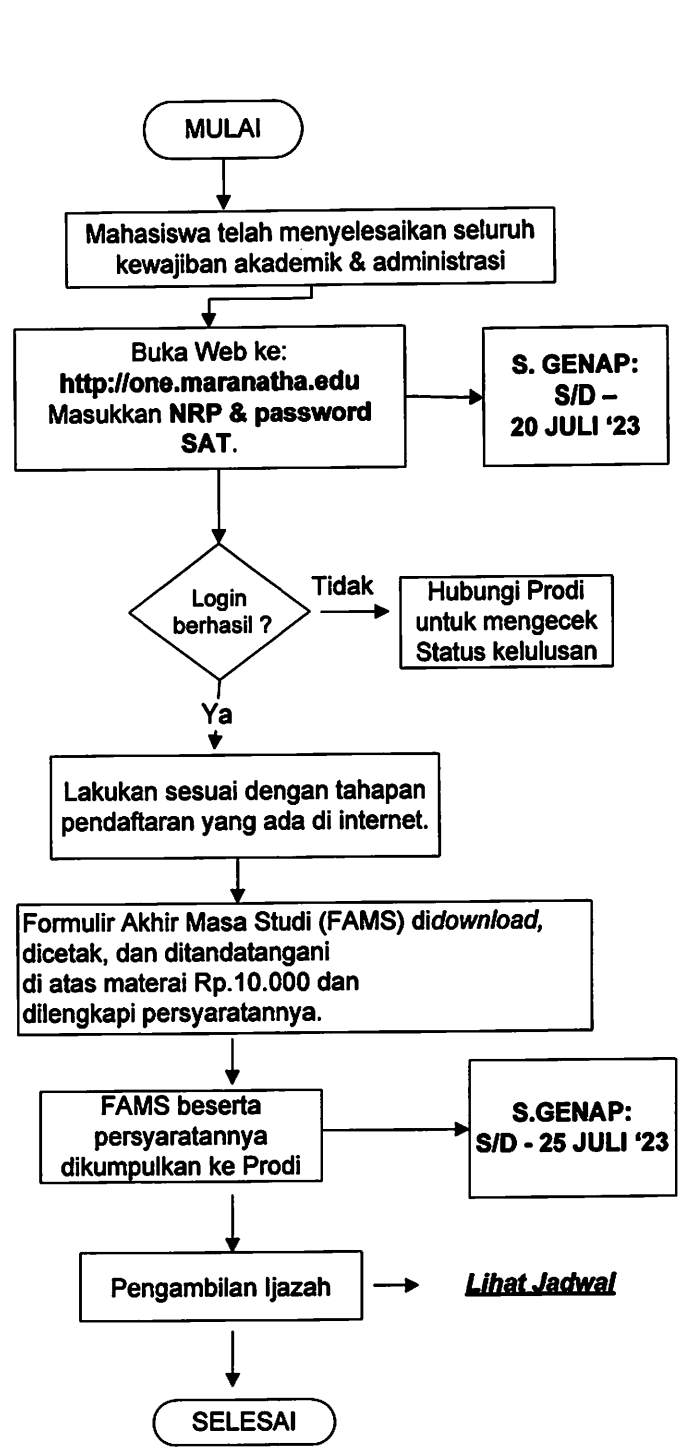 MULAI
Mahasiswa telah menyelesaikan seluruh
kewajiban akademik & administrasi
Buka Web ke:
http://one.maranatha.edu
Masukkan NRP & password
SAT.
S. GENAP:
S/D –
20 JULI ‘23
Login
berhasil ?
Tidak
Hubungi Prodi
untuk mengecek
Status kelulusan
Ya
Lakukan sesuai dengan tahapan
pendaftaran yang ada di internet.
Formulir Akhir Masa Studi (FAMS) didownload,
dicetak, dan ditandatangani
di atas materai Rp.10.000 dan
dilengkapi persyaratannya.
FAMS beserta
persyaratannya
dikumpulkan ke Prodi
S.GENAP:
S/D - 25 JULI ‘23
Pengambilan Ijazah
Lihat Jadwal
SELESAI